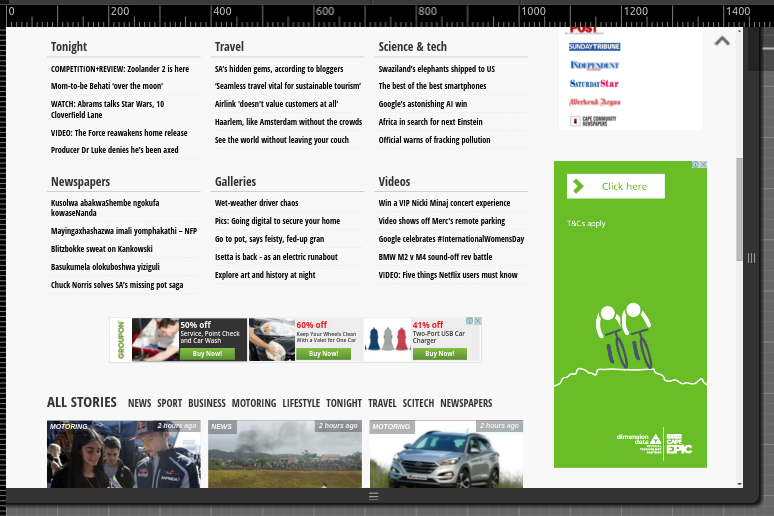 0 200 400 600 800 1000 1200 1400
Tonight
COMPETITION+REVIEW: Zoolander 2 is here
Mom-to-be Behati 'over the moon'
WATCH: Abrams talks Star Wars, 10
Cloverfield Lane
VIDEO: The Force reawakens home release
Producer Dr Luke denies he's been axed
Travel
SA's hidden gems, according to bloggers
'Seamless travel vital for sustainable tourism'
Airlink 'doesn't value customers at all'
Haarlem, like Amsterdam without the crowds
See the world without leaving your couch
Science & tech
Swaziland's elephants shipped to US
The best of the best smartphones
Google's astonishing AI win
Africa in search for next Einstein
Official warns of fracking pollution
POST
SUNDAY TRIBUNE
INDEPENDENT
SATURDAY Star
Weekend Argus
CAPE COMMUNITY
NEWSPAPERS
Newspapers
Kusolwa abakwaShembe ngokufa
kowaseNanda
Mayingaxhashazwa imali yomphakathi – NFP
Blitzbokke sweat on Kankowski
Basukumela olokuboshwa yiziguli
Chuck Norris solves SA's missing pot saga
Galleries
Wet-weather driver chaos
Pics: Going digital to secure your home
Go to pot, says feisty, fed-up gran
Isetta is back - as an electric runabout
Explore art and history at night
Videos
Win a VIP Nicki Minaj concert experience
Video shows off Merc's remote parking
Google celebrates #InternationalWomensDay
BMW M2 v M4 sound-off rev battle
VIDEO: Five things Netflix users must know
Click here
T&Cs apply
dimension
data
CAPE
EPIC
GROUPON
50% off
Service, Point Check
and Car Wash
Buy Now!
60% off
Keep Your Wheels Clean
With a Valet for One Car
Buy Now!
41% off
Two-Port USB Car
Charger
Buy Now!
ALL STORIES NEWS SPORT BUSINESS MOTORING LIFESTYLE TONIGHT TRAVEL SCITECH NEWSPAPERS
MOTORING 2 hours ago
NEWS 2 hours ago
MOTORING 2 hours ago